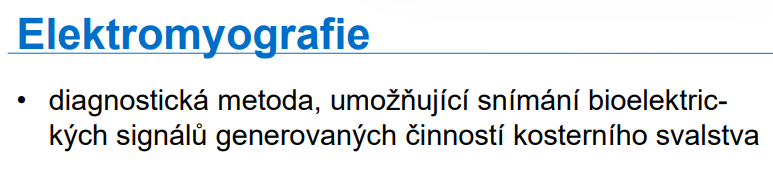 Elektromyografie
• diagnostická metoda, umožňující snímání bioelektric-
kých signálů generovaných činností kosterního svalstva